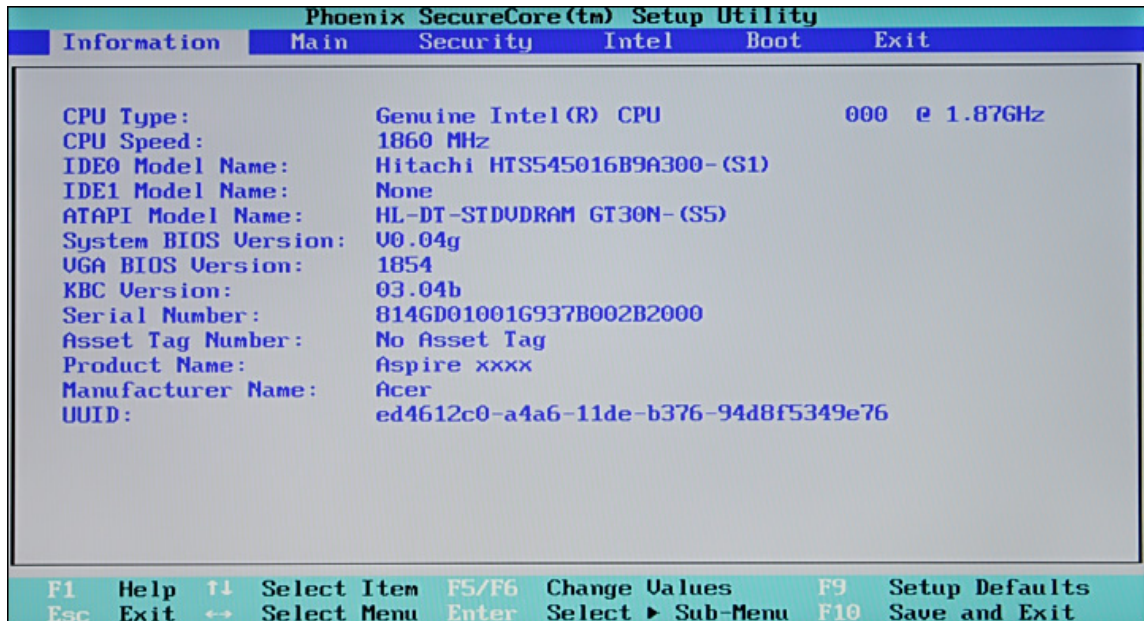 Phoenix SecureCore(tm) Setup Utility
Information Main Security Intel Boot Exit
CPU Type: Genuine Intel(R) CPU 000 @ 1.87GHz
CPU Speed: 1860 MHz
IDE0 Model Name: Hitachi HTS545016B9A300-(S1)
IDE1 Model Name: None
ATAPI Model Name: HL-DT-STDVDRAM GT30N-(S5)
System BIOS Version: V0.04g
VGA BIOS Version: 1854
KBC Version: 03.04b
Serial Number: 814GD01001G937B002B2000
Asset Tag Number: No Asset Tag
Product Name: Aspire xxxx
Manufacturer Name: Acer
UUID: ed4612c0-a4a6-11de-b376-94d8f5349e76
F1 Help ↑↓ Select Item F5/F6 Change Values F9 Setup Defaults
Esc Exit ↔ Select Menu Enter Select ▶ Sub-Menu F10 Save and Exit